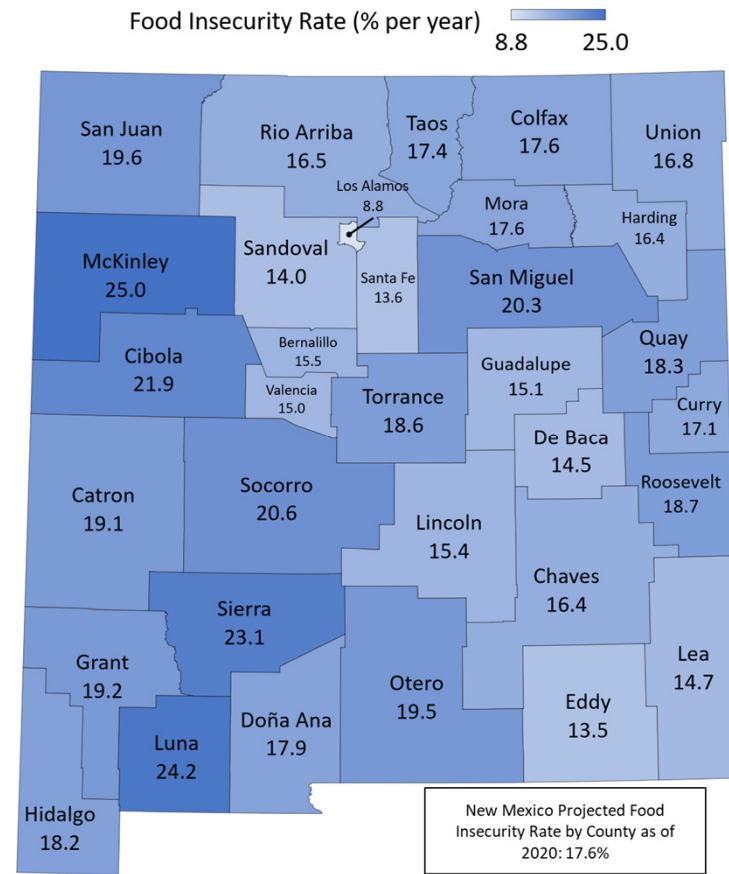 Food Insecurity Rate (% per year)
8.8 25.0
San Juan
19.6
Rio Arriba
16.5
Taos
17.4
Colfax
17.6
Union
16.8
Los Alamos
8.8
Mora
17.6
Harding
16.4
McKinley
25.0
Sandoval
14.0
Santa Fe
13.6
San Miguel
20.3
Cibola
21.9
Bernalillo
15.5
Valencia
15.0
Torrance
18.6
Guadalupe
15.1
Quay
18.3
Curry
17.1
De Baca
14.5
Roosevelt
18.7
Catron
19.1
Socorro
20.6
Lincoln
15.4
Chaves
16.4
Sierra
23.1
Grant
19.2
Luna
24.2
Doña Ana
17.9
Otero
19.5
Eddy
13.5
Lea
14.7
Hidalgo
18.2
New Mexico Projected Food
Insecurity Rate by County as of
2020: 17.6%